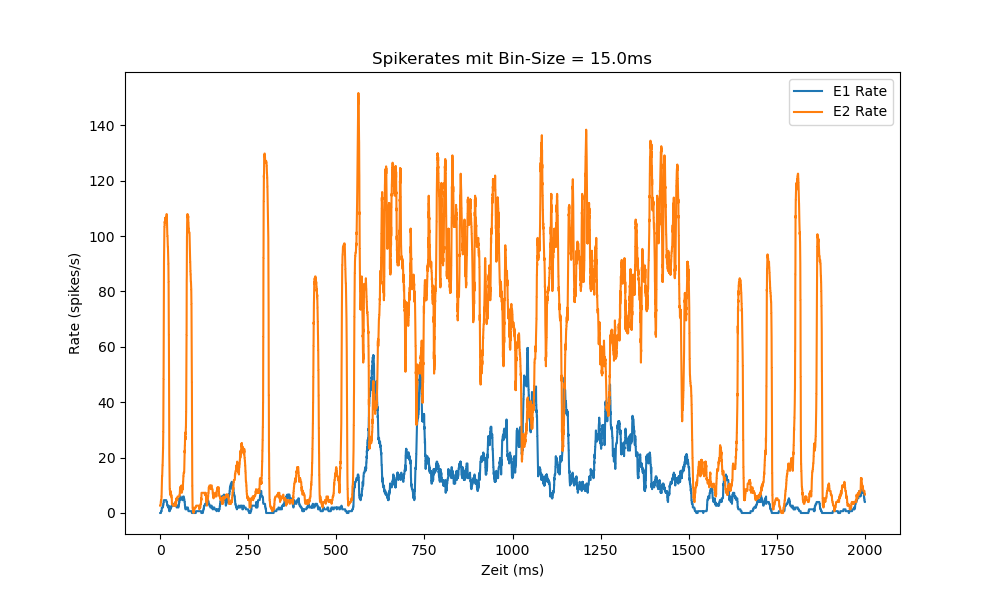 Spikerates mit Bin-Size = 15.0ms
E1 Rate
E2 Rate
Rate (spikes/s)
140
120
100
80
60
40
20
0
0 250 500 750 1000 1250 1500 1750 2000
Zeit (ms)